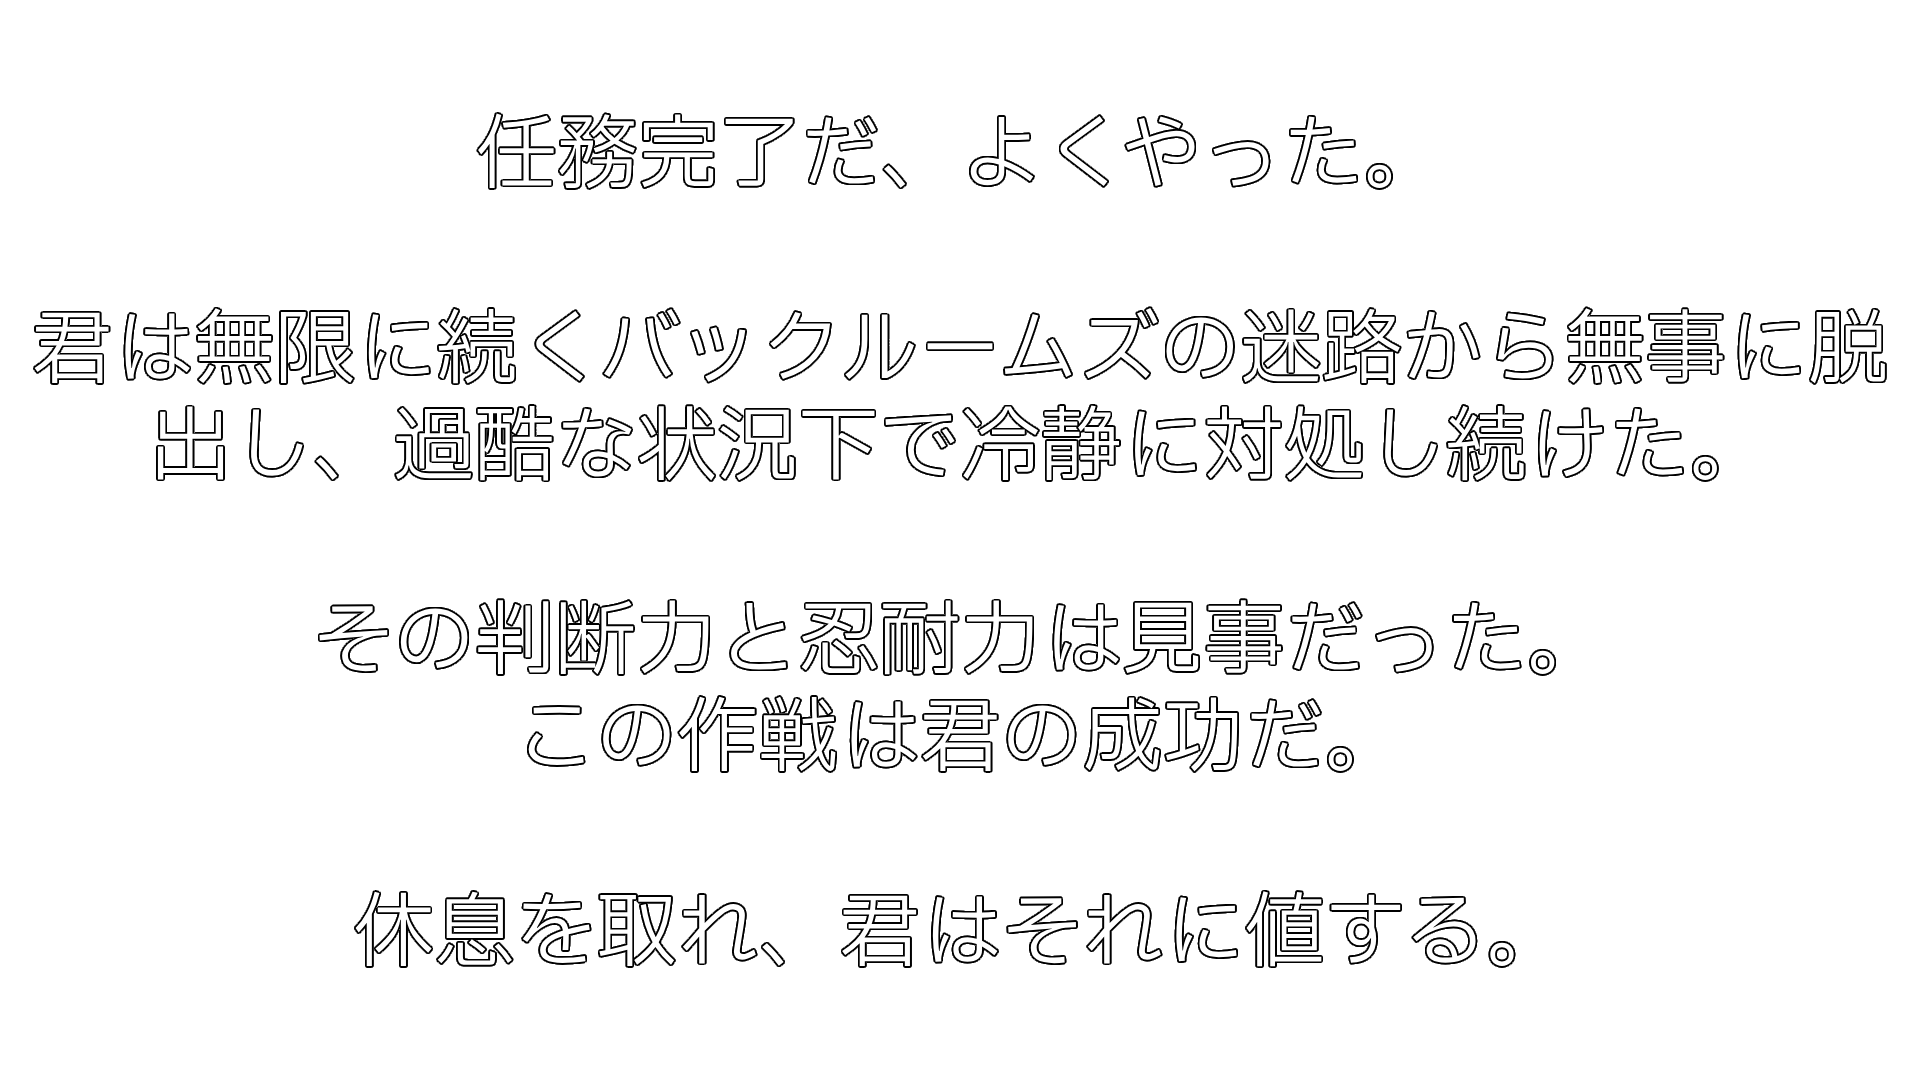 任務完了だ、よくやった。
君は無限に続くバックルームズの迷路から無事に脱
出し、過酷な状況下で冷静に対処し続けた。
その判断力と忍耐力は見事だった。
この作戦は君の成功だ。
休息を取れ、君はそれに値する。